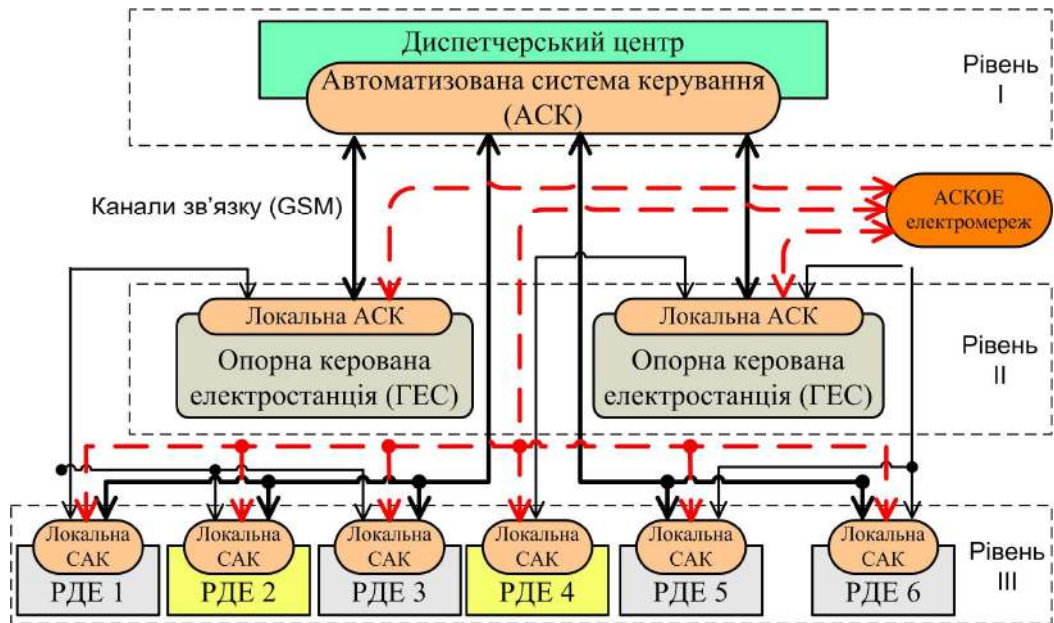 Диспетчерський центр
Автоматизована система керування
(АСК)
Рівень
I
Канали зв’язку (GSM)
АСКОЕ
електромереж
Локальна АСК
Опорна керована
електростанція (ГЕС)
Локальна АСК
Опорна керована
електростанція (ГЕС)
Рівень
II
Локальна
САК
РДЕ 1
Локальна
САК
РДЕ 2
Локальна
САК
РДЕ 3
Локальна
САК
РДЕ 4
Локальна
САК
РДЕ 5
Локальна
САК
РДЕ 6
Рівень
III